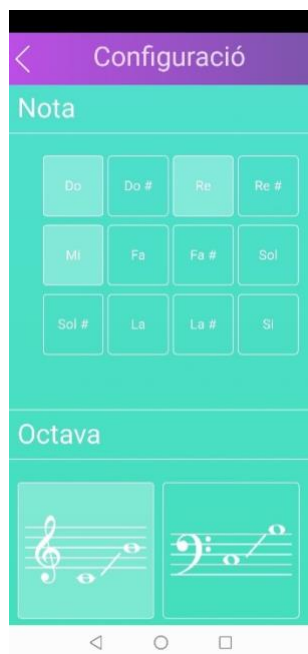 Configuració
Nota
Do Do # Re Re #
Mi Fa Fa # Sol
Sol # La La # Si
Octava